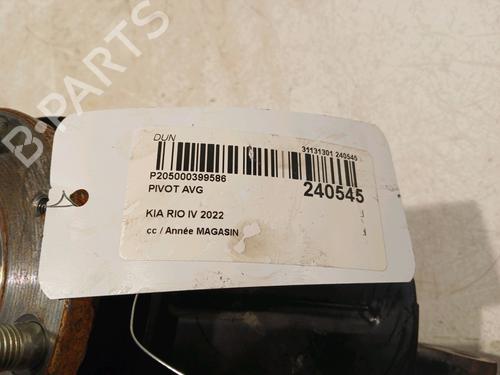 B-PARTS
DUN
31131301 240545
P205000399586
PIVOT AVG
240545
KIA RIO IV 2022
cc / Année MAGASIN